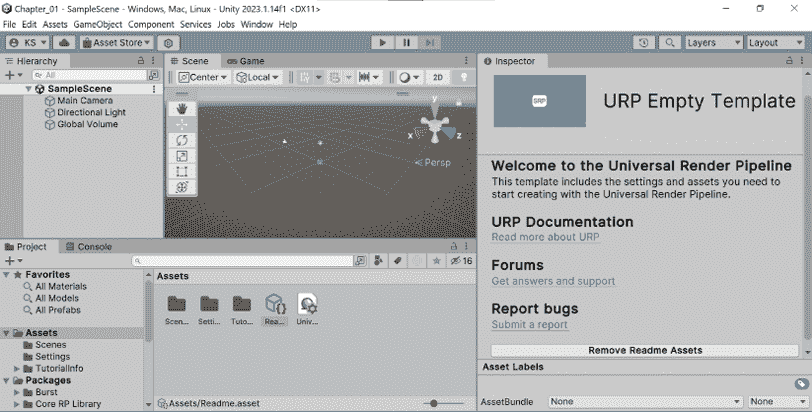 Chapter_01 - SampleScene - Windows, Mac, Linux - Unity 2023.1.14f1 <DX11>
File Edit Assets GameObject Component Services Jobs Window Help
KS Asset Store Layers Layout
Hierarchy
All
SampleScene
Main Camera
Directional Light
Global Volume
Scene Game
Center Local 2D
y
x z
Persp
Project Console
16
Favorites
All Materials
All Models
All Prefabs
Assets
Scenes
Settings
TutorialInfo
Packages
Burst
Core RP Library
Assets
Scen... Setti... Tuto... Rea... Univ...
Assets/Readme.asset
Inspector
SRP
URP Empty Template
Welcome to the Universal Render Pipeline
This template includes the settings and assets you need to
start creating with the Universal Render Pipeline.
URP Documentation
Read more about URP
Forums
Get answers and support
Report bugs
Submit a report
Remove Readme Assets
Asset Labels
AssetBundle None None